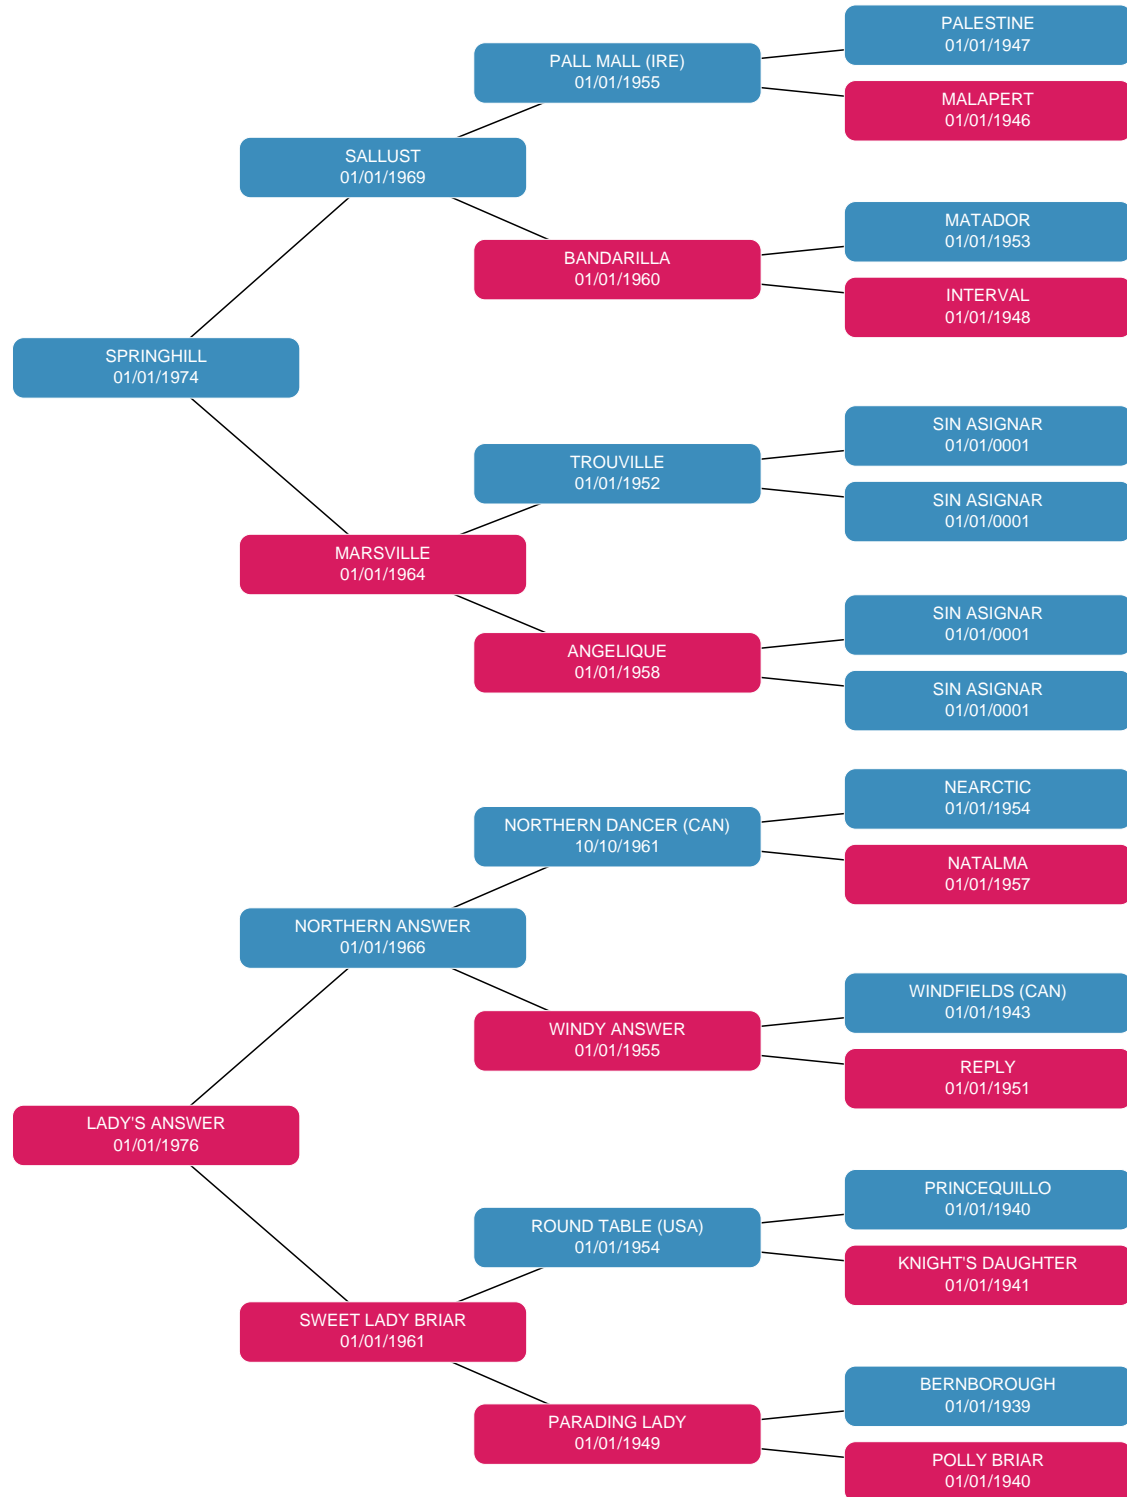 PALESTINE
01/01/1947
PALL MALL (IRE)
01/01/1955
MALAPERT
01/01/1946
SALLUST
01/01/1969
MATADOR
01/01/1953
BANDARILLA
01/01/1960
INTERVAL
01/01/1948
SPRINGHILL
01/01/1974
SIN ASIGNAR
01/01/0001
TROUVILLE
01/01/1952
SIN ASIGNAR
01/01/0001
MARSVILLE
01/01/1964
SIN ASIGNAR
01/01/0001
ANGELIQUE
01/01/1958
SIN ASIGNAR
01/01/0001
NEARCTIC
01/01/1954
NORTHERN DANCER (CAN)
10/10/1961
NATALMA
01/01/1957
NORTHERN ANSWER
01/01/1966
WINDFIELDS (CAN)
01/01/1943
WINDY ANSWER
01/01/1955
REPLY
01/01/1951
LADY'S ANSWER
01/01/1976
PRINCEQUILLO
01/01/1940
ROUND TABLE (USA)
01/01/1954
KNIGHT'S DAUGHTER
01/01/1941
SWEET LADY BRIAR
01/01/1961
BERNBOROUGH
01/01/1939
PARADING LADY
01/01/1949
POLLY BRIAR
01/01/1940